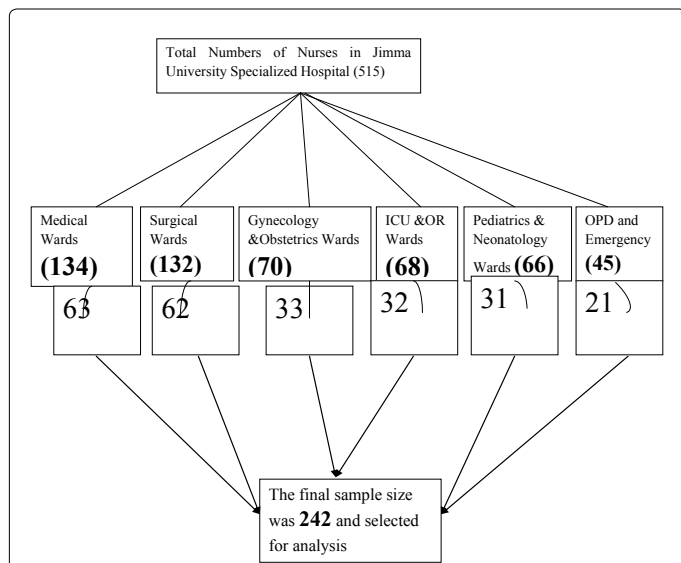 Total Numbers of Nurses in Jimma
University Specialized Hospital (515)
Medical
Wards
(134)
Surgical
Wards
(132)
Gynecology
&Obstetrics Wards
(70)
ICU &OR
Wards
(68)
Pediatrics &
Neonatology
Wards (66)
OPD and
Emergency
(45)
63
62
33
32
31
21
The final sample size
was 242 and selected
for analysis